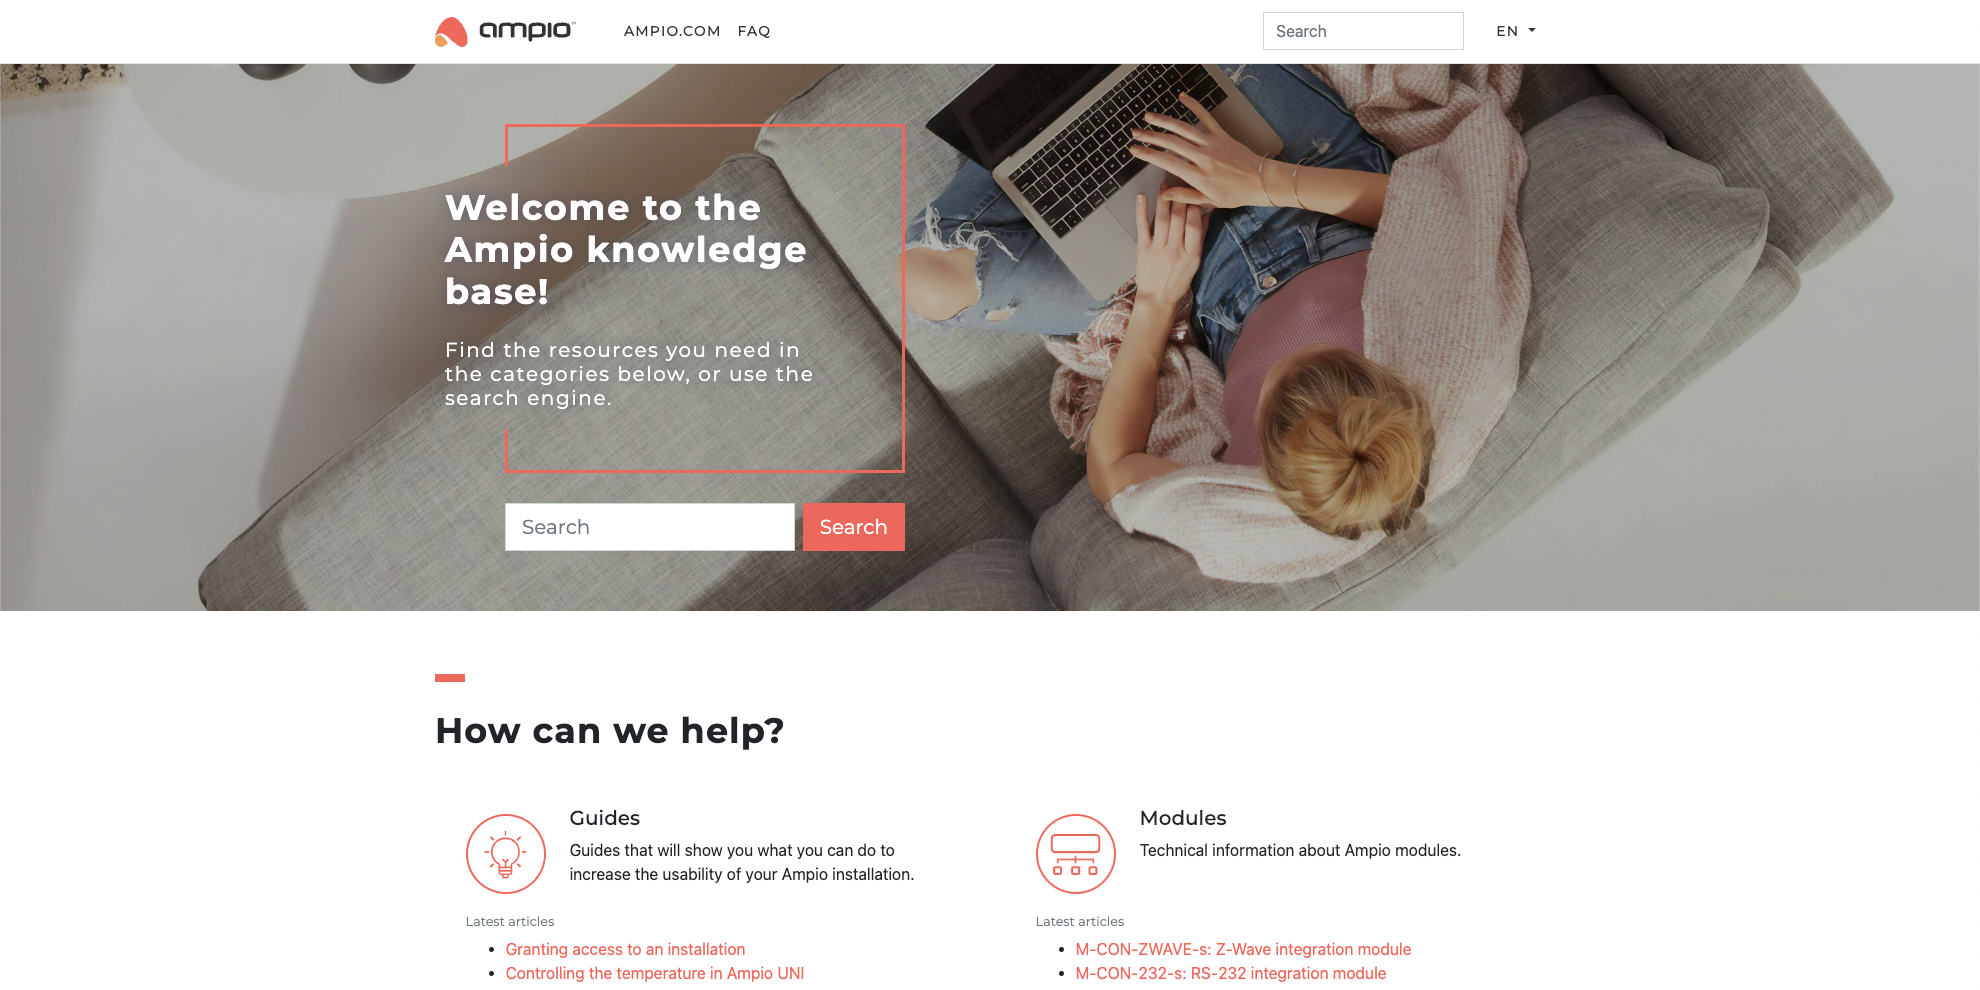 ampio
AMPIO.COM FAQ
Search
EN
Welcome to the
Ampio knowledge
base!
Find the resources you need in
the categories below, or use the
search engine.
Search
Search
How can we help?
Guides
Guides that will show you what you can do to
increase the usability of your Ampio installation.
Latest articles
Granting access to an installation
Controlling the temperature in Ampio UNI
Modules
Technical information about Ampio modules.
Latest articles
M-CON-ZWAVE-s: Z-Wave integration module
M-CON-232-s: RS-232 integration module